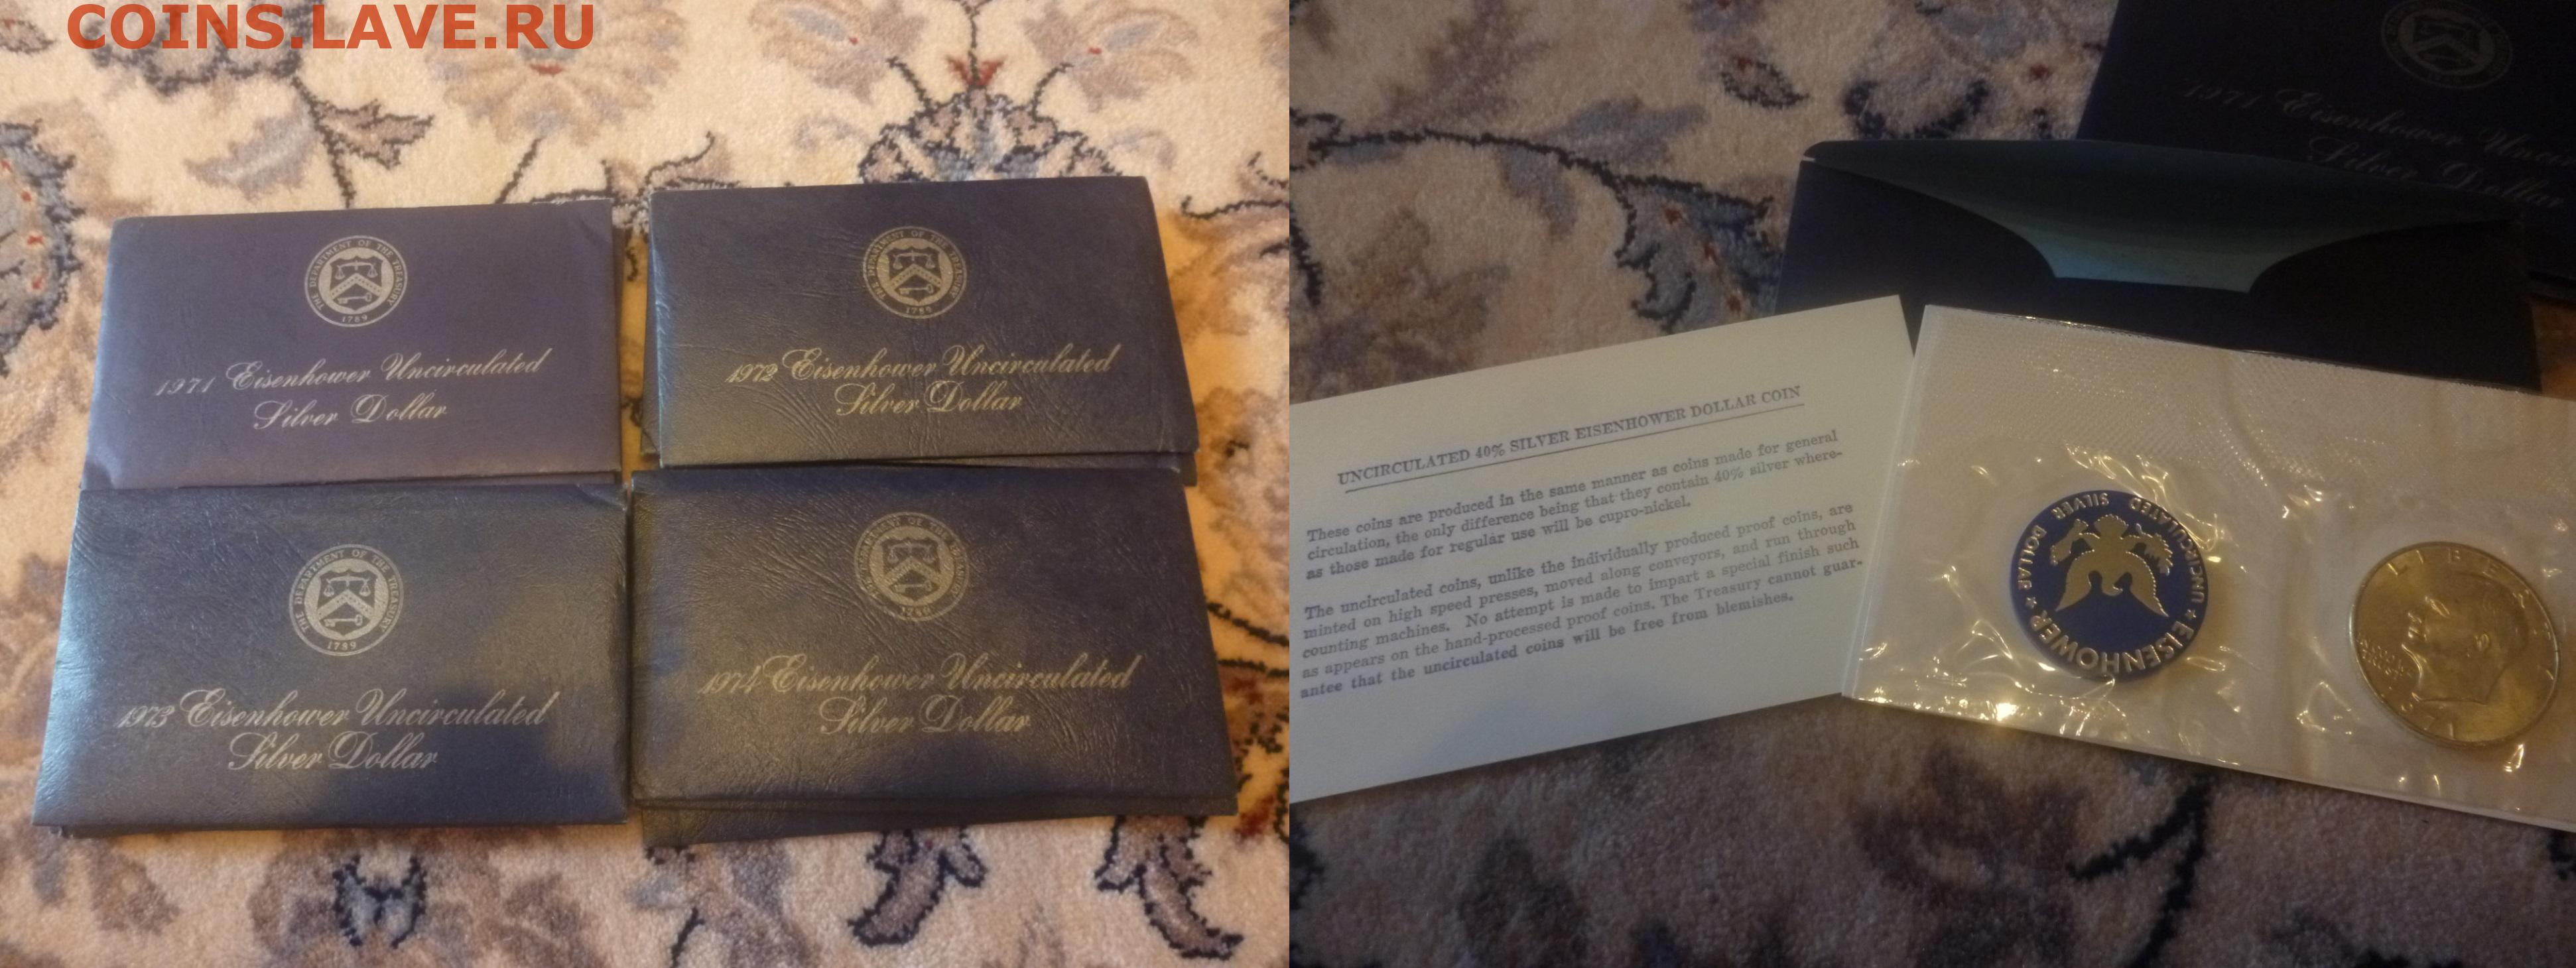 COINS.LAVE.RU
THE DEPARTMENT OF THE TREASURY
1789
1971 Eisenhower Uncirculated
Silver Dollar
THE DEPARTMENT OF THE TREASURY
1789
1972 Eisenhower Uncirculated
Silver Dollar
THE DEPARTMENT OF THE TREASURY
1789
1973 Eisenhower Uncirculated
Silver Dollar
THE DEPARTMENT OF THE TREASURY
1789
1974 Eisenhower Uncirculated
Silver Dollar
1971 Eisenhower Unc
Silver Dollar
UNCIRCULATED 40% SILVER EISENHOWER DOLLAR COIN
These coins are produced in the same manner as coins made for general
circulation, the only difference being that they contain 40% silver where-
as those made for regular use will be cupro-nickel.
The uncirculated coins, unlike the individually produced proof coins, are
minted on high speed presses, moved along conveyors, and run through
counting machines. No attempt is made to impart a special finish such
as appears on the hand-processed proof coins. The Treasury cannot guar-
antee that the uncirculated coins will be free from blemishes.
EISENHOWER
UNCIRCULATED SILVER DOLLAR
LIBERTY
1971